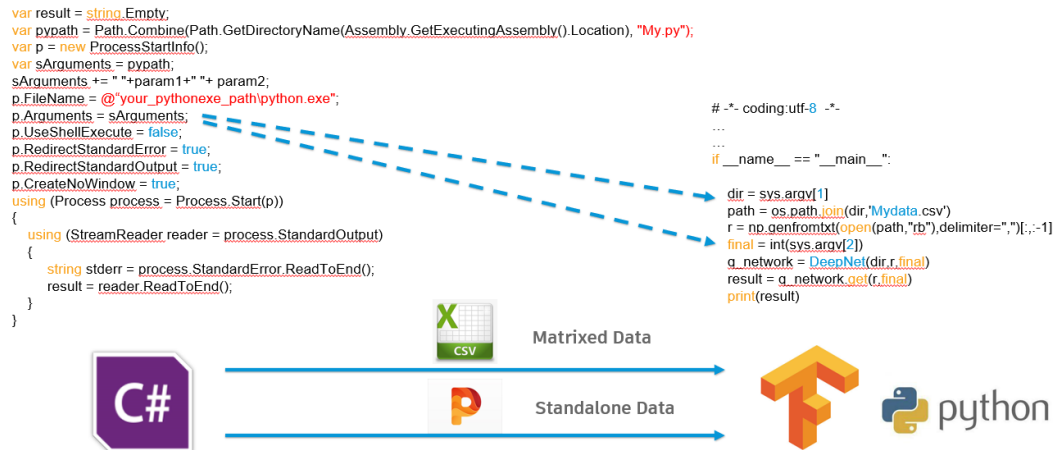 var result = string.Empty;
var pypath = Path.Combine(Path.GetDirectoryName(Assembly.GetExecutingAssembly().Location), "My.py");
var p = new ProcessStartInfo();
var sArguments = pypath;
sArguments += " "+param1+" "+ param2;
p.FileName = @“your_pythonexe_path\python.exe";
p.Arguments = sArguments;
p.UseShellExecute = false;
p.RedirectStandardError = true;
p.RedirectStandardOutput = true;
p.CreateNoWindow = true;
using (Process process = Process.Start(p))
{
using (StreamReader reader = process.StandardOutput)
{
string stderr = process.StandardError.ReadToEnd();
result = reader.ReadToEnd();
}
}
# -*- coding:utf-8 -*-
...
...
if __name__ == "__main__":
dir = sys.argv[1]
path = os.path.join(dir,'Mydata.csv')
r = np.genfromtxt(open(path,"rb"),delimiter=",")[:,:-1]
final = int(sys.argv[2])
q_network = DeepNet(dir,r,final)
result = q_network.get(r,final)
print(result)
X
CSV
Matrixed Data
Standalone Data
C#
python